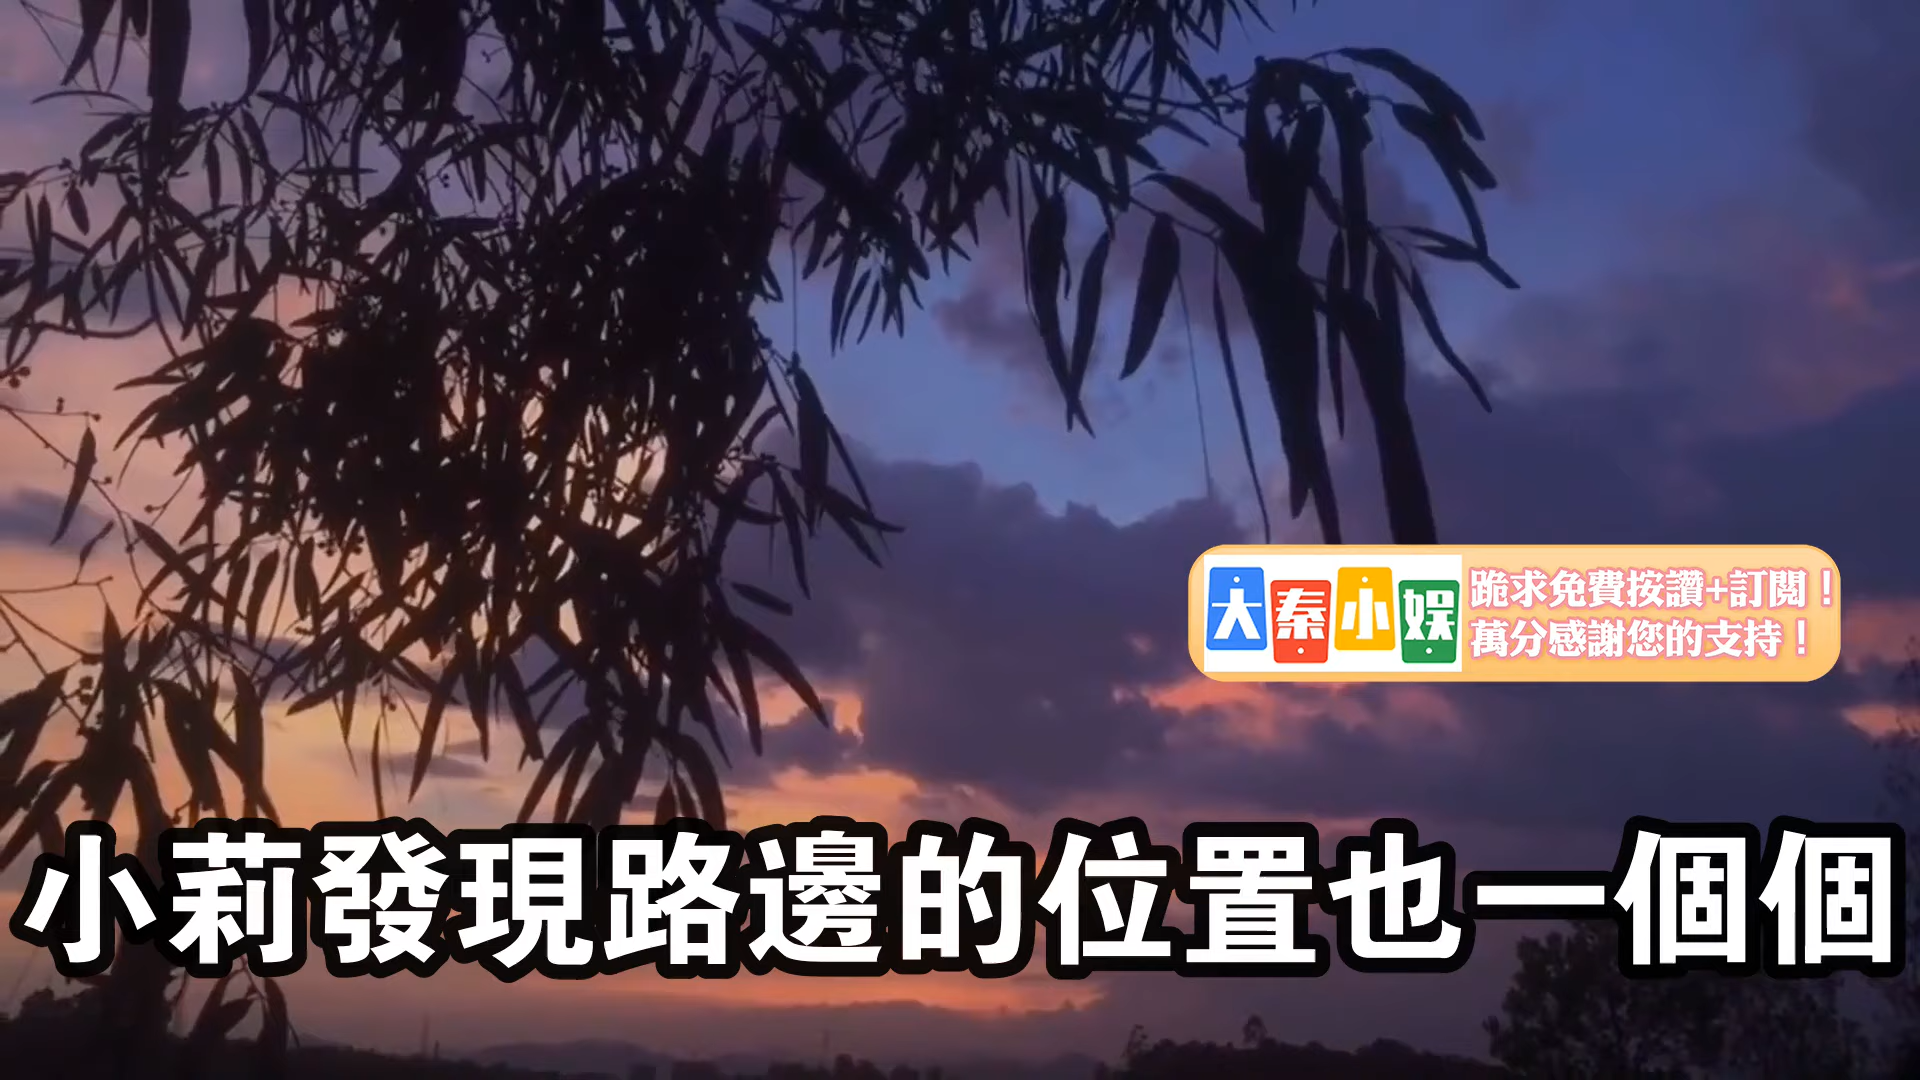 大秦小娱
跪求免費按讚+訂閱！
萬分感謝您的支持！
小莉發現路邊的位置也一個個